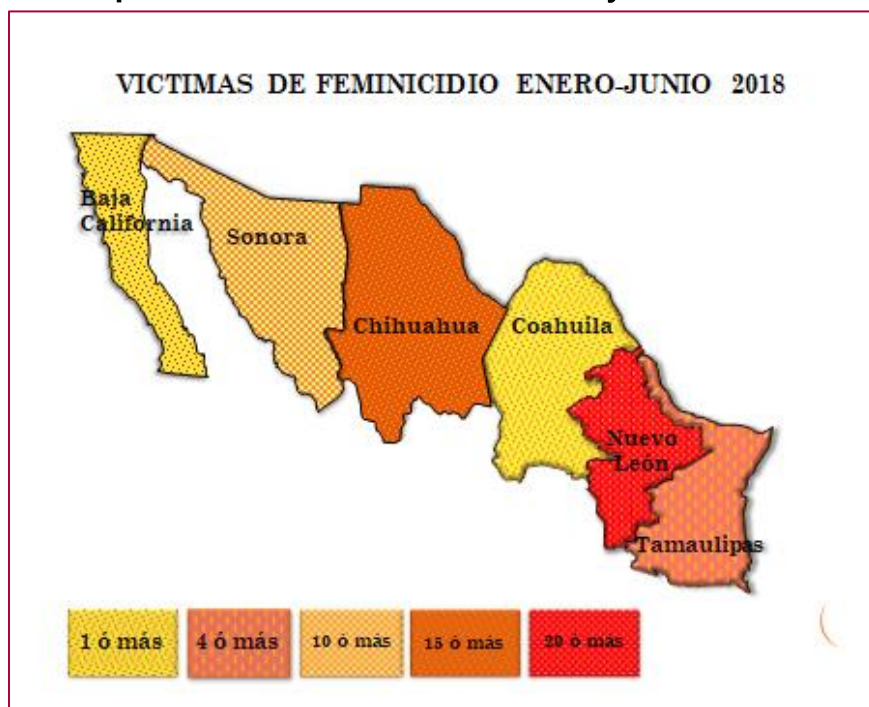 VICTIMAS DE FEMINICIDIO ENERO-JUNIO 2018
Baja
California
Sonora
Chihuahua
Coahuila
Nuevo
León
Tamaulipas
1 ó más
4 ó más
10 ó más
15 ó más
20 ó más